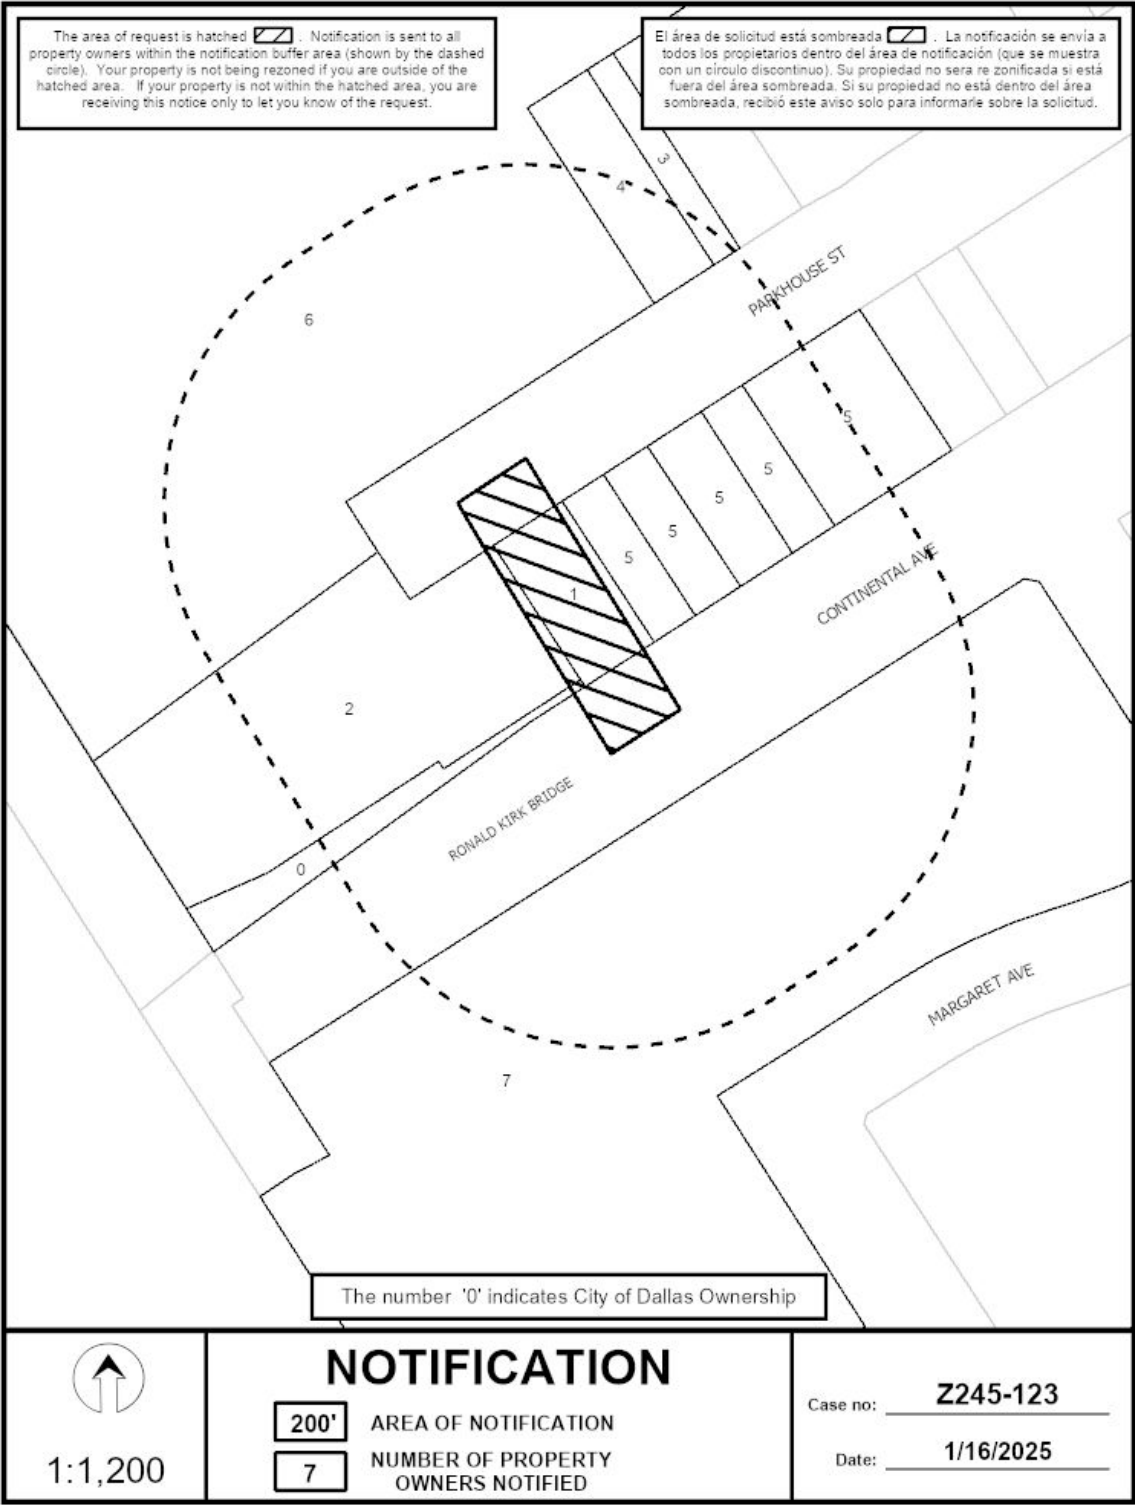 The area of request is hatched . Notification is sent to all
property owners within the notification buffer area (shown by the dashed
circle). Your property is not being rezoned if you are outside of the
hatched area. If your property is not within the hatched area, you are
receiving this notice only to let you know of the request.
El área de solicitud está sombreada . La notificación se envía a
todos los propietarios dentro del área de notificación (que se muestra
con un círculo discontinuo). Su propiedad no sera re zonificada si está
fuera del área sombreada. Si su propiedad no está dentro del área
sombreada, recibió este aviso solo para informarle sobre la solicitud.
3
4
PARKHOUSE ST
6
5
5
5
5
5
CONTINENTAL AVE
1
2
RONALD KIRK BRIDGE
0
MARGARET AVE
7
The number '0' indicates City of Dallas Ownership
1:1,200
NOTIFICATION
200' AREA OF NOTIFICATION
7 NUMBER OF PROPERTY
OWNERS NOTIFIED
Case no: Z245-123
Date: 1/16/2025